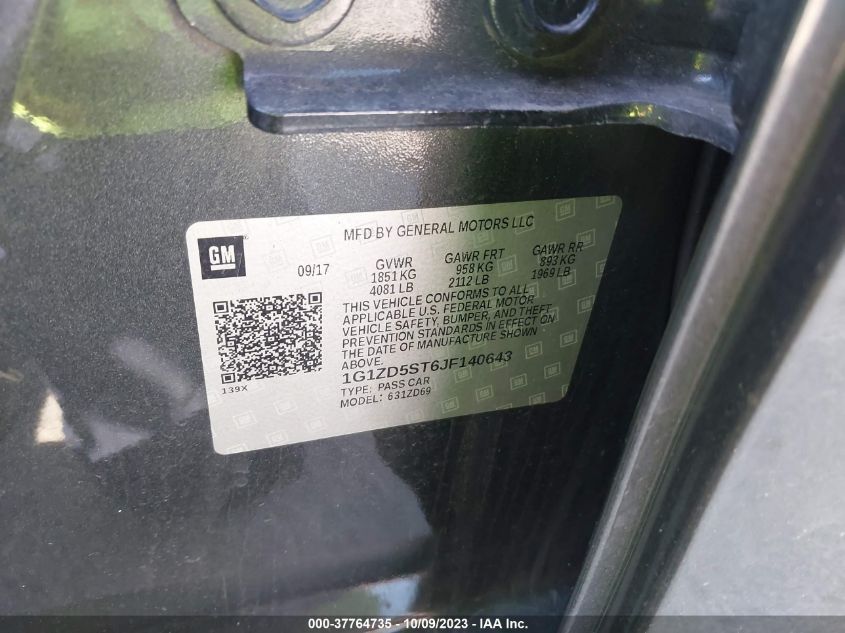 GM
MFD BY GENERAL MOTORS LLC
09/17
GVWR GAWR FRT GAWR RR
1851 KG 958 KG 893 KG
4081 LB 2112 LB 1969 LB
THIS VEHICLE CONFORMS TO ALL
APPLICABLE U.S. FEDERAL MOTOR
VEHICLE SAFETY, BUMPER, AND THEFT
PREVENTION STANDARDS IN EFFECT ON
THE DATE OF MANUFACTURE SHOWN
ABOVE.
1G1ZD5ST6JF140643
TYPE: PASS CAR
MODEL: 631ZD69
139X
000-37764735 - 10/09/2023 - IAA Inc.